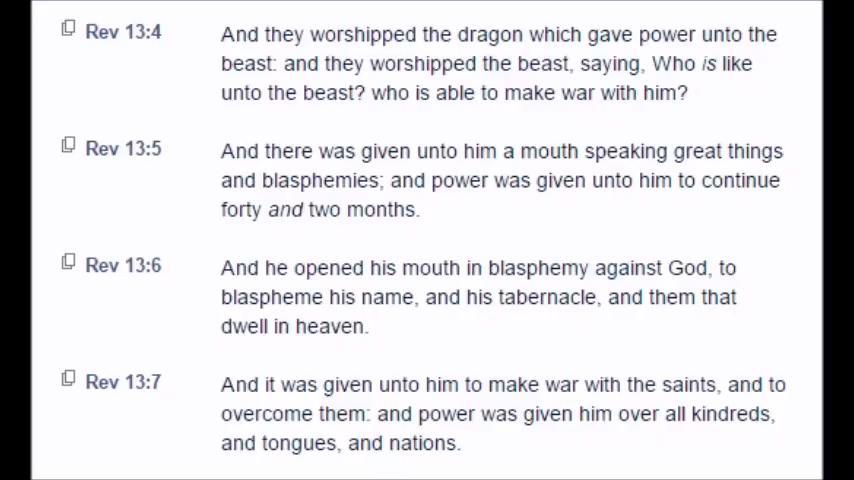 Rev 13:4 And they worshipped the dragon which gave power unto the
beast: and they worshipped the beast, saying, Who is like
unto the beast? who is able to make war with him?
Rev 13:5 And there was given unto him a mouth speaking great things
and blasphemies; and power was given unto him to continue
forty and two months.
Rev 13:6 And he opened his mouth in blasphemy against God, to
blaspheme his name, and his tabernacle, and them that
dwell in heaven.
Rev 13:7 And it was given unto him to make war with the saints, and to
overcome them: and power was given him over all kindreds,
and tongues, and nations.